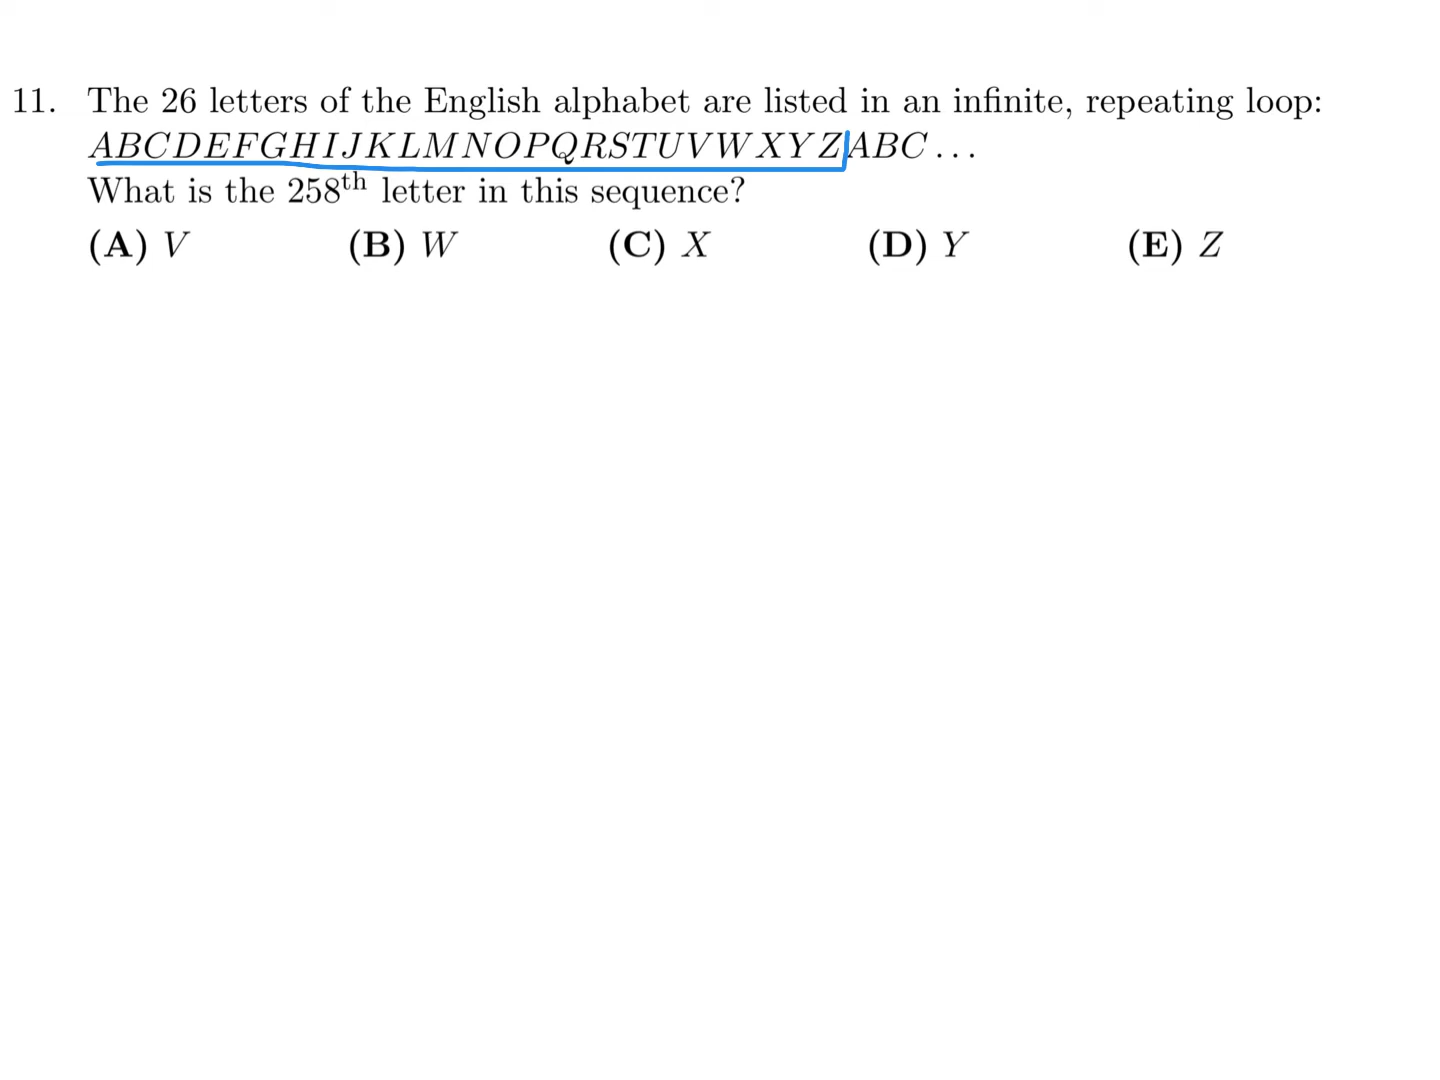 11. The 26 letters of the English alphabet are listed in an infinite, repeating loop:
ABCDEFGHIJKLMNOPQRSTUVWXYZABC...
What is the 258th letter in this sequence?
(A) V (B) W (C) X (D) Y (E) Z